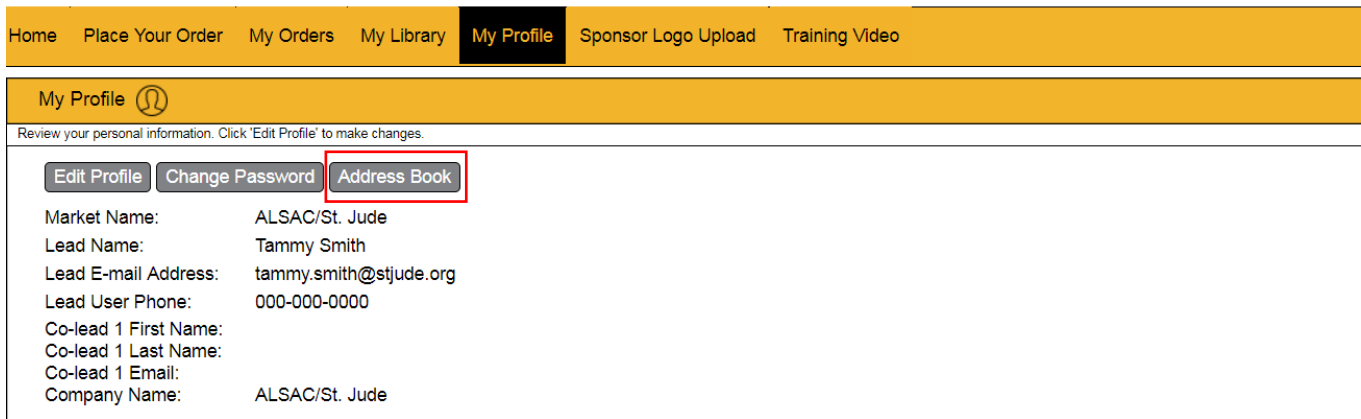 Home Place Your Order My Orders My Library My Profile Sponsor Logo Upload Training Video
My Profile
Review your personal information. Click 'Edit Profile' to make changes.
Edit Profile Change Password Address Book
Market Name: ALSAC/St. Jude
Lead Name: Tammy Smith
Lead E-mail Address: tammy.smith@stjude.org
Lead User Phone: 000-000-0000
Co-lead 1 First Name:
Co-lead 1 Last Name:
Co-lead 1 Email:
Company Name: ALSAC/St. Jude